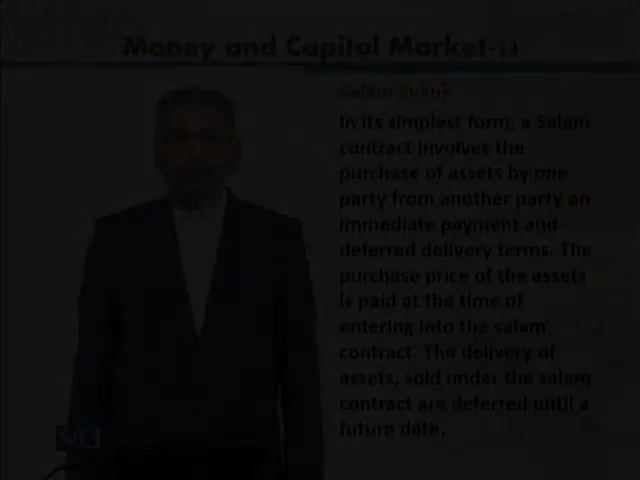 Money and Capital Market-13
Salam Sukuk
In its simplest form, a Salam
contract involves the
purchase of assets by one
party from another party on
immediate payment and
deferred delivery terms. The
purchase price of the assets
is paid at the time of
entering into the salam
contract. The delivery of
assets, sold under the salam
contract are deferred until a
future date.
VU